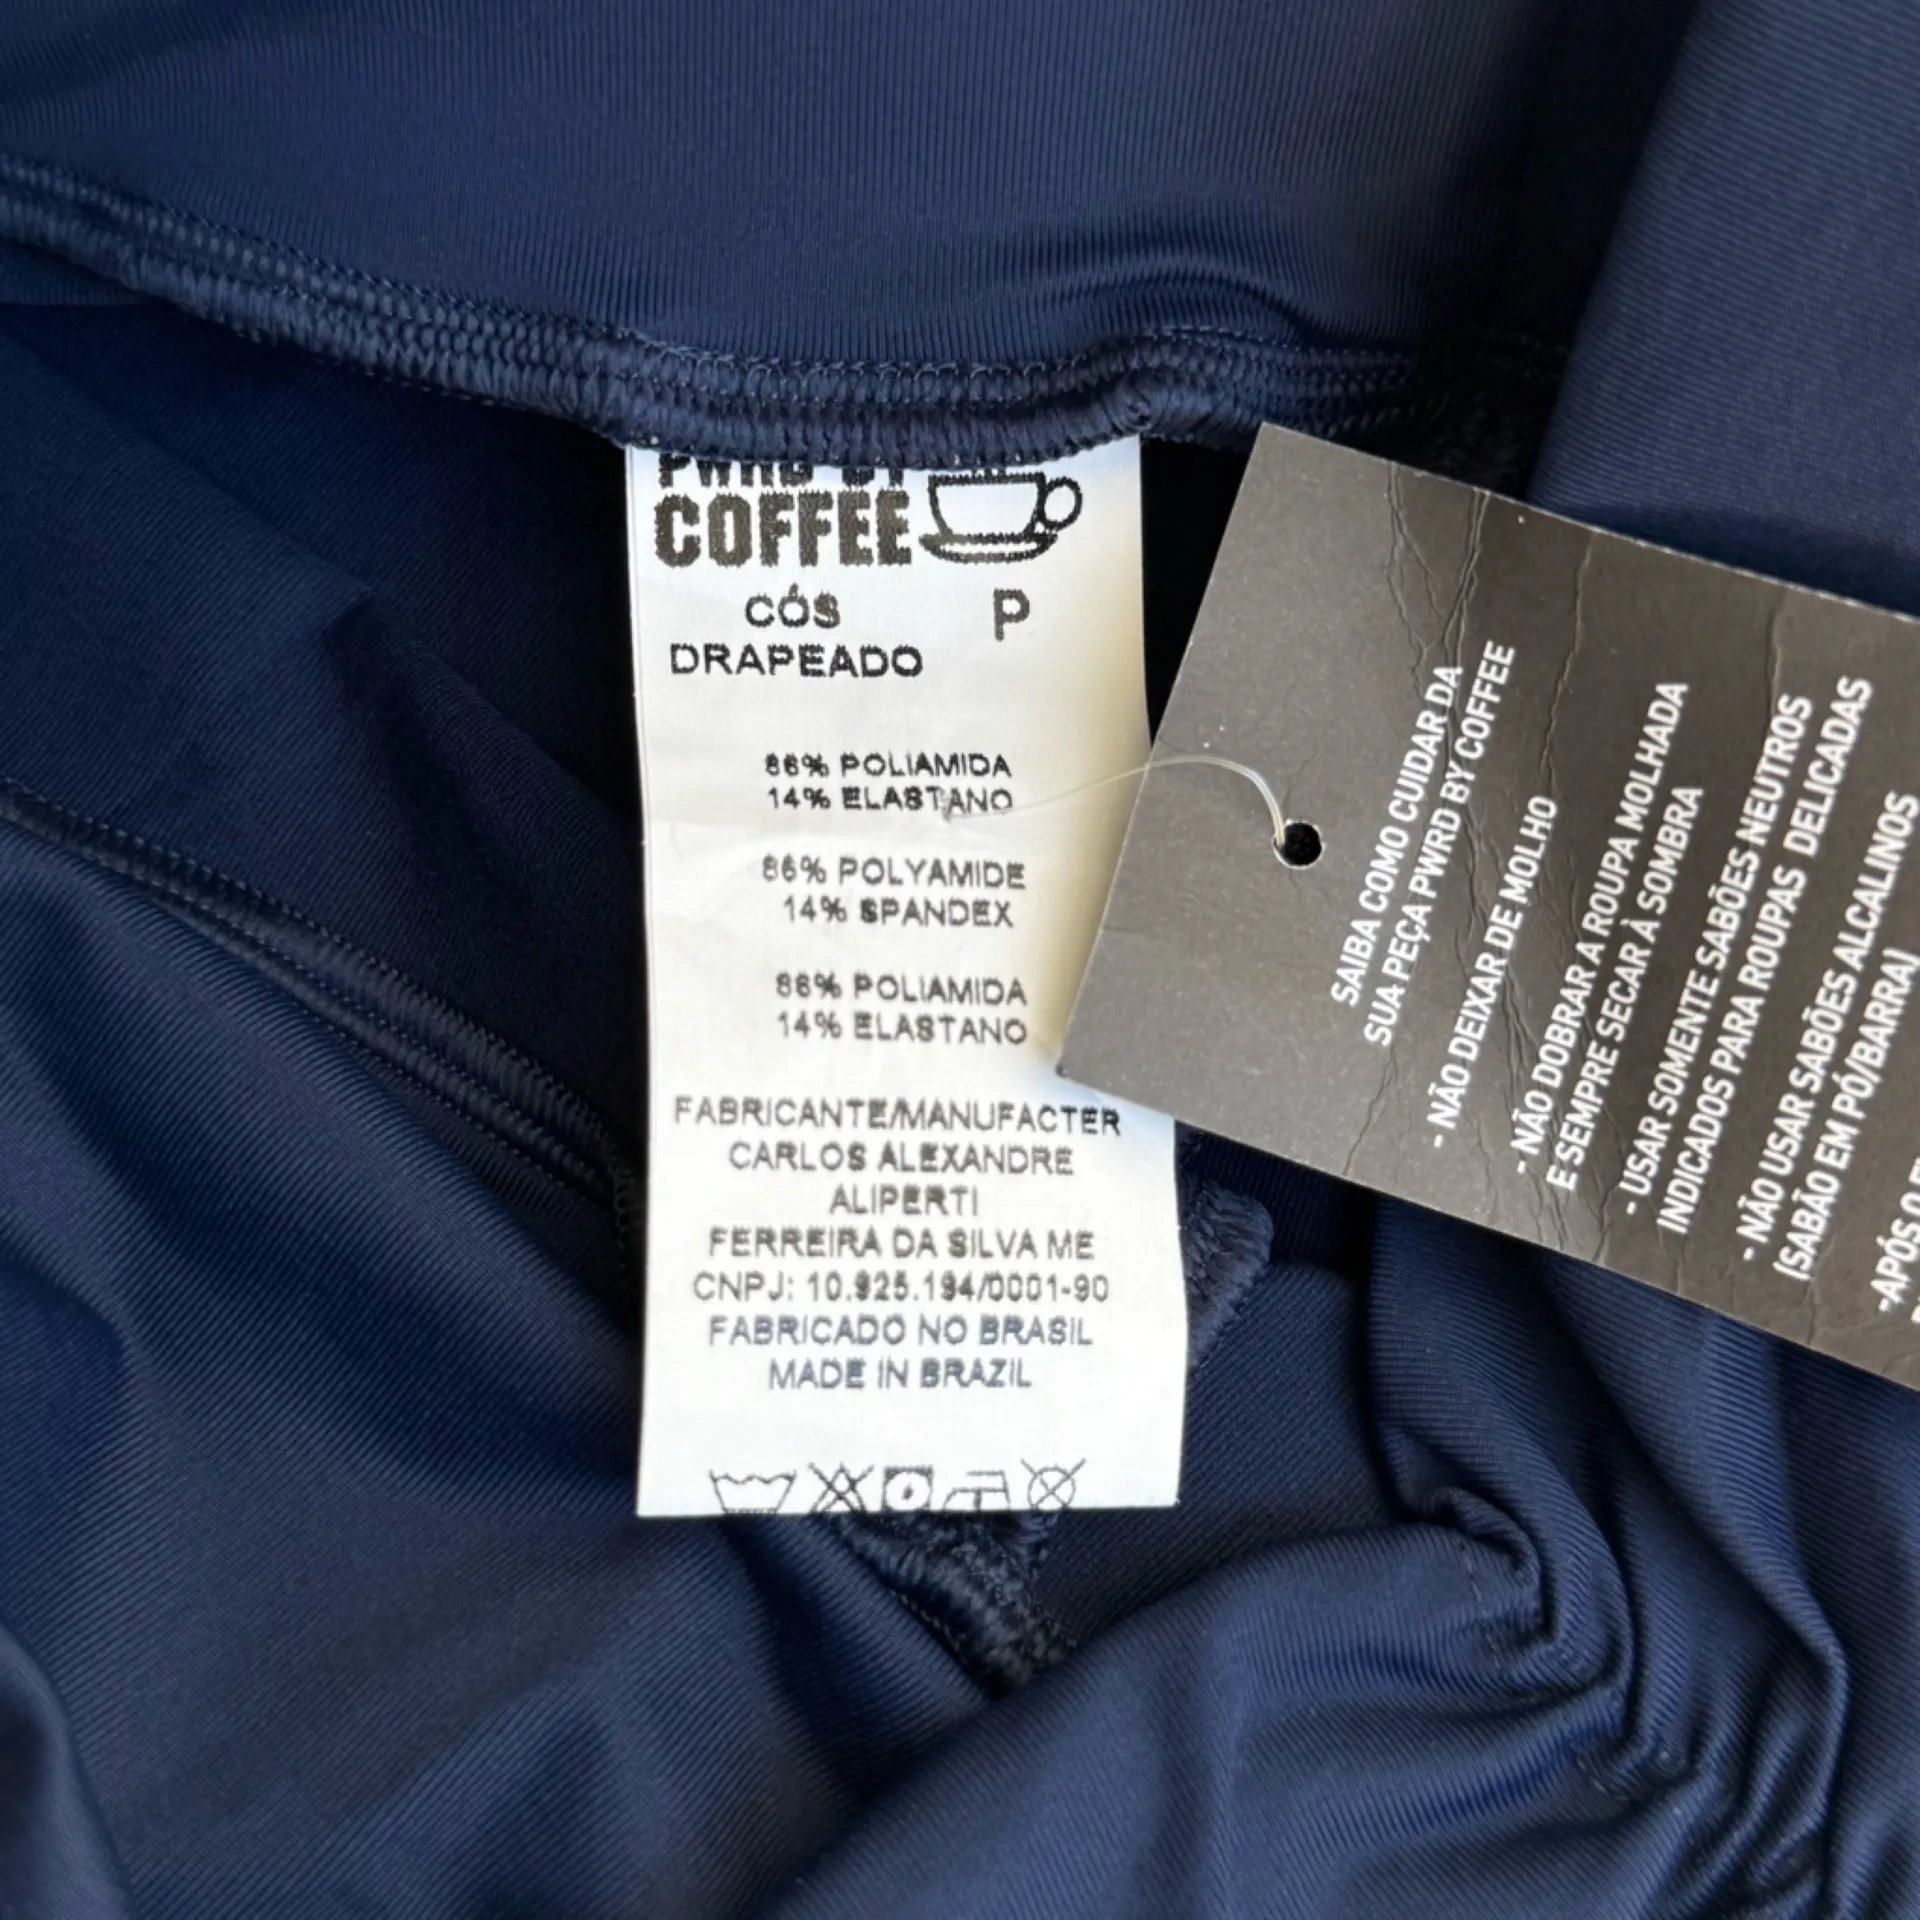 PWRD BY
COFFEE
CÓS P
DRAPEADO
86% POLIAMIDA
14% ELASTANO
86% POLYAMIDE
14% SPANDEX
86% POLIAMIDA
14% ELASTANO
FABRICANTE/MANUFACTER
CARLOS ALEXANDRE
ALIPERTI
FERREIRA DA SILVA ME
CNPJ: 10.925.194/0001-90
FABRICADO NO BRASIL
MADE IN BRAZIL
SAIBA COMO CUIDAR DA
SUA PEÇA PWRD BY COFFEE
- NÃO DEIXAR DE MOLHO
- NÃO DOBRAR A ROUPA MOLHADA
E SEMPRE SECAR À SOMBRA
- USAR SOMENTE SABÕES NEUTROS
INDICADOS PARA ROUPAS DELICADAS
- NÃO USAR SABÕES ALCALINOS
(SABÃO EM PÓ/BARRA)
-APÓS O